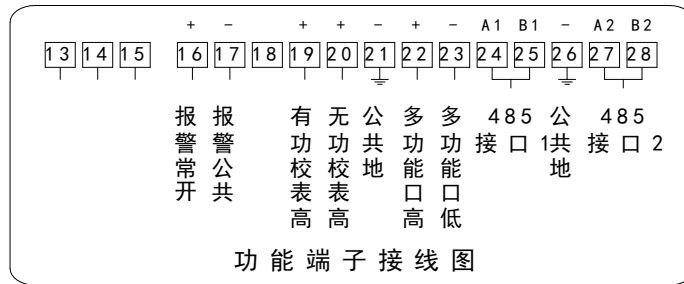 + - + + - + - A1 B1 - A2 B2
13 14 15 16 17 18 19 20 21 22 23 24 25 26 27 28
报警常开
报警公共
有功校表高
无功校表高
公共地
多功能口高
多功能口低
485
接口1
公共地
485
接口2
功能端子接线图